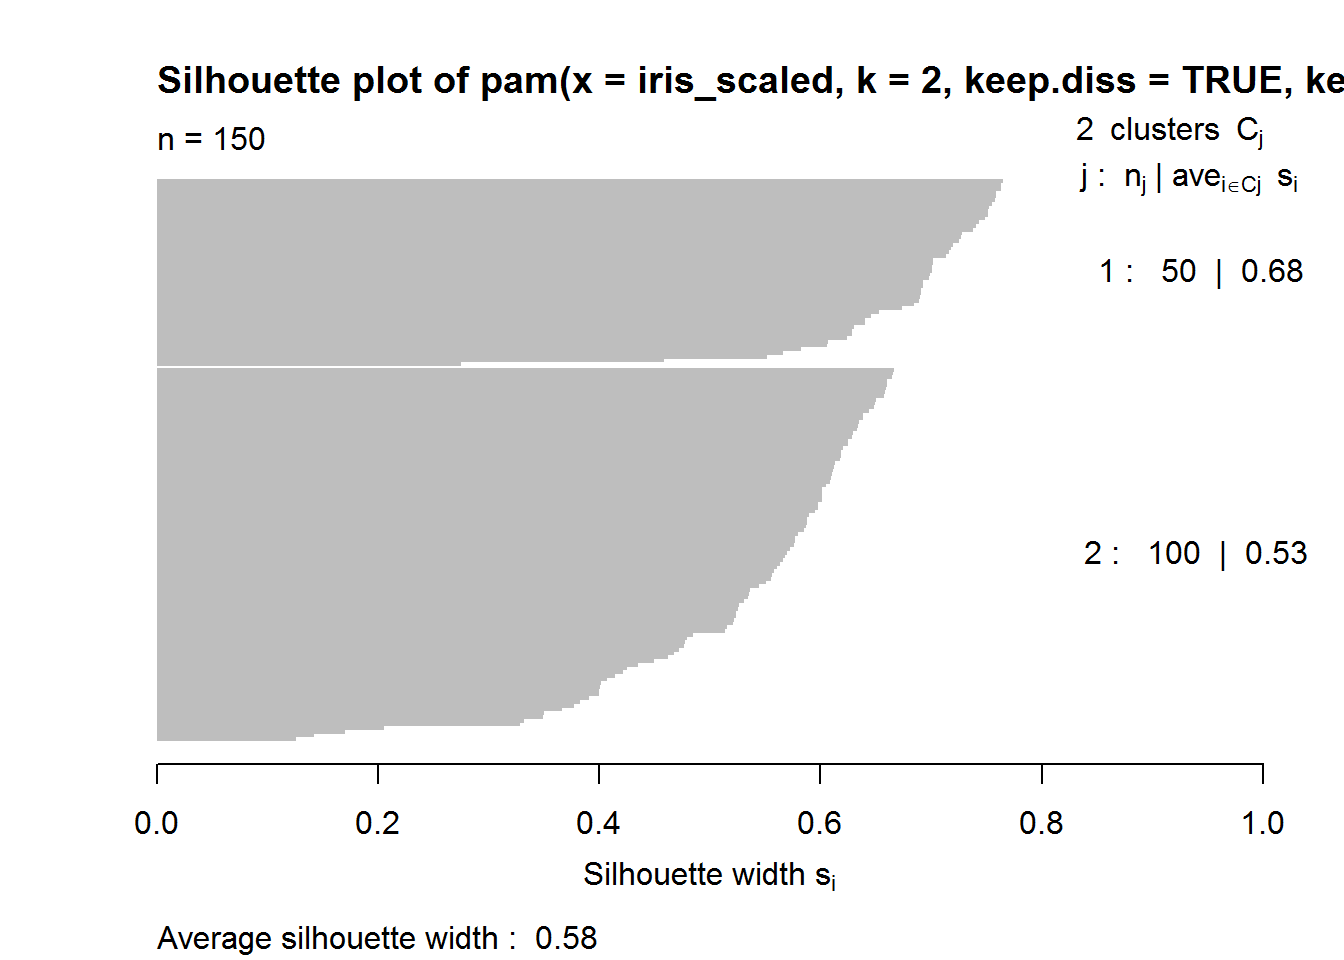 Silhouette plot of pam(x = iris_scaled, k = 2, keep.diss = TRUE, ke
n = 150
2 clusters Cj
j : nj | avei∈Cj si
1 : 50 | 0.68
2 : 100 | 0.53
0.0 0.2 0.4 0.6 0.8 1.0
Silhouette width si
Average silhouette width : 0.58